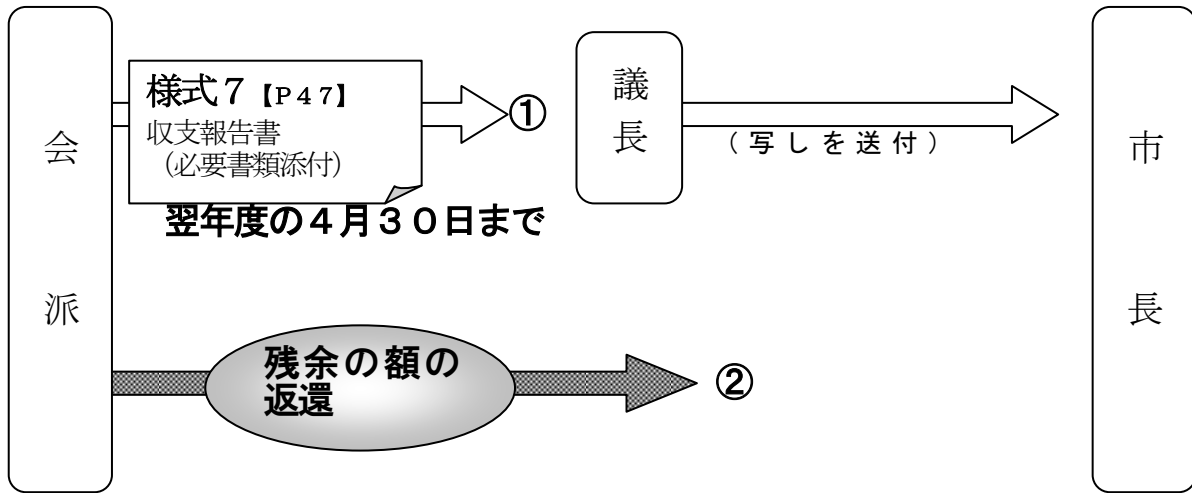 会派
様式７【P４７】
収支報告書
（必要書類添付）
①
翌年度の４月３０日まで
議長
（写しを送付）
市長
残余の額の
返還
②